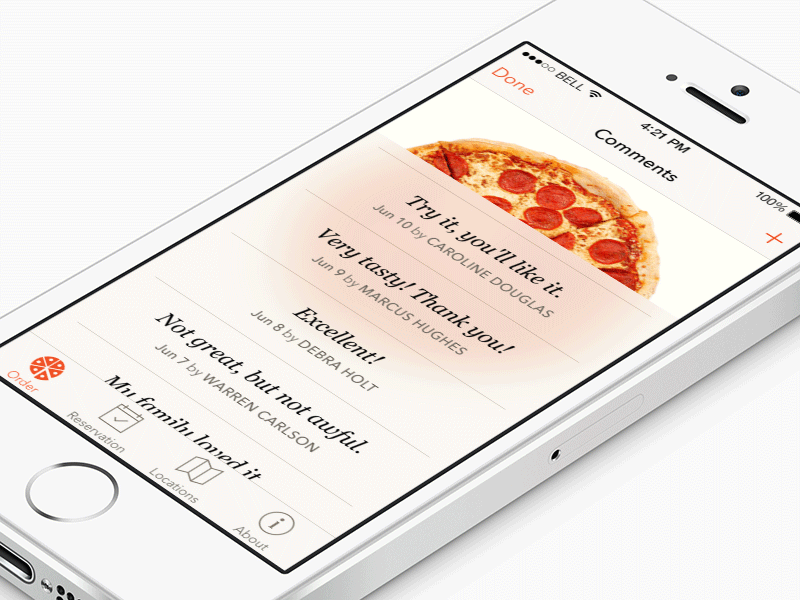 BELL
4:21 PM
100%
Done
Comments
+
Try it, you'll like it.
Jun 10 by CAROLINE DOUGLAS
Very tasty! Thank you!
Jun 9 by MARCUS HUGHES
Excellent!
Jun 8 by DEBRA HOLT
Not great, but not awful.
Jun 7 by WARREN CARLSON
My family loved it
Order
Reservation
Locations
About